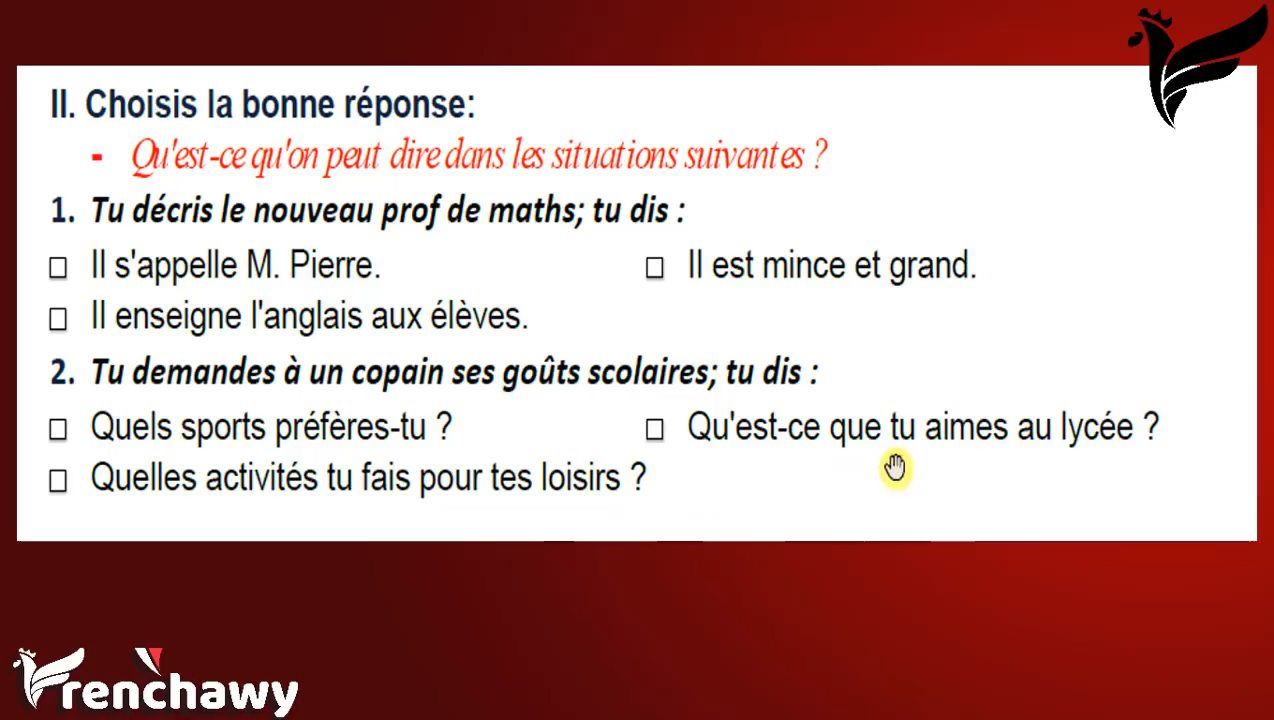 II. Choisis la bonne réponse:
- Qu'est-ce qu'on peut dire dans les situations suivantes ?
1. Tu décris le nouveau prof de maths; tu dis :
□ Il s'appelle M. Pierre. □ Il est mince et grand.
□ Il enseigne l'anglais aux élèves.
2. Tu demandes à un copain ses goûts scolaires; tu dis :
□ Quels sports préfères-tu ? □ Qu'est-ce que tu aimes au lycée ?
□ Quelles activités tu fais pour tes loisirs ?
Frenchawy